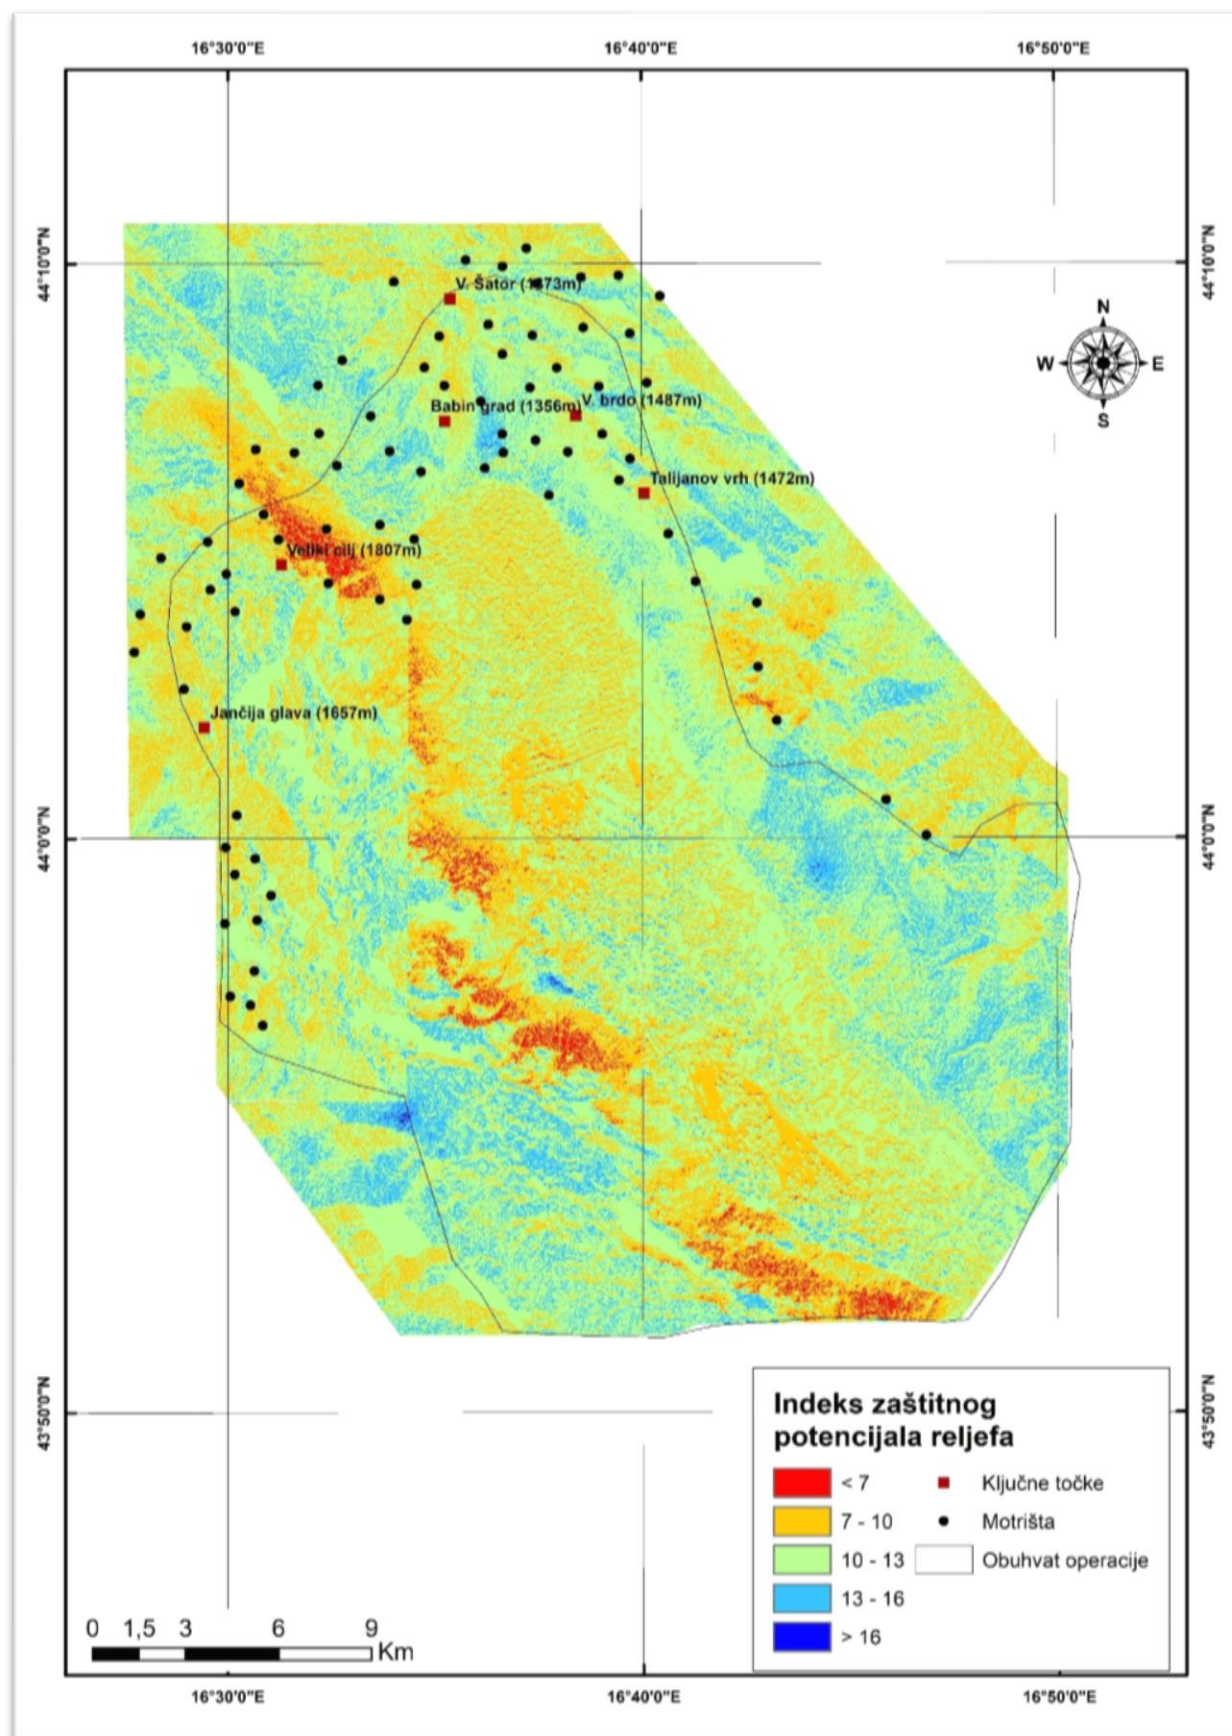 16°30'0"E
16°40'0"E
16°50'0"E
44°10'0"N
44°10'0"N
V. Šator (1873m)
N
W
E
S
Babin grad (1356m)
V. brdo (1487m)
Talijanov vrh (1472m)
Veliki cilj (1807m)
Jančija glava (1657m)
44°0'0"N
44°0'0"N
43°50'0"N
43°50'0"N
Indeks zaštitnog
potencijala reljefa
< 7
Ključne točke
7 - 10
Motrišta
10 - 13
Obuhvat operacije
13 - 16
> 16
0 1,5 3 6 9
Km
16°30'0"E
16°40'0"E
16°50'0"E